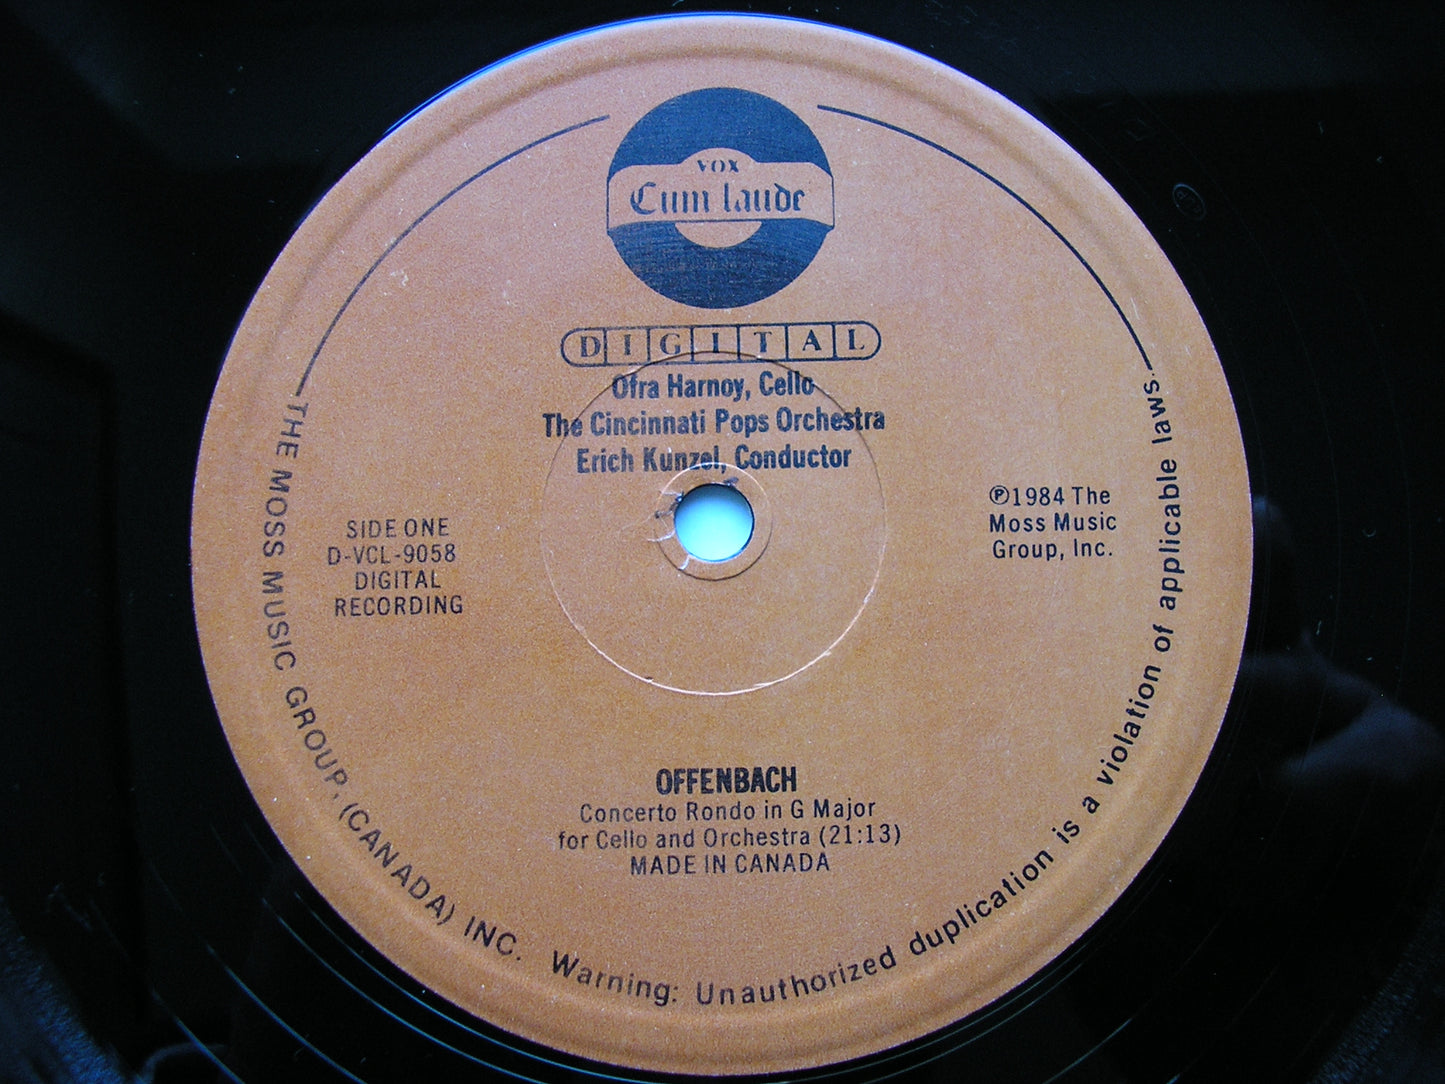 VOX
Cum laude
DIGITAL
Ofra Harnoy, Cello
The Cincinnati Pops Orchestra
Erich Kunzel, Conductor
SIDE ONE
D-VCL-9058
DIGITAL
RECORDING
℗1984 The
Moss Music
Group, Inc.
OFFENBACH
Concerto Rondo in G Major
for Cello and Orchestra (21:13)
MADE IN CANADA
THE MOSS MUSIC GROUP, (CANADA) INC. Warning: Unauthorized duplication is a violation of applicable laws.